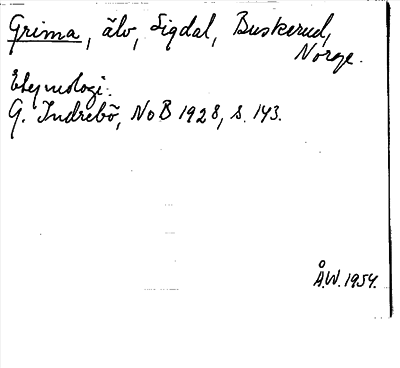 Grima, älv, Sigdal, Buskerud,
Norge.
Etymologi:
G. Indrebö, NoB 1928, s. 143.
Å.W. 1954.